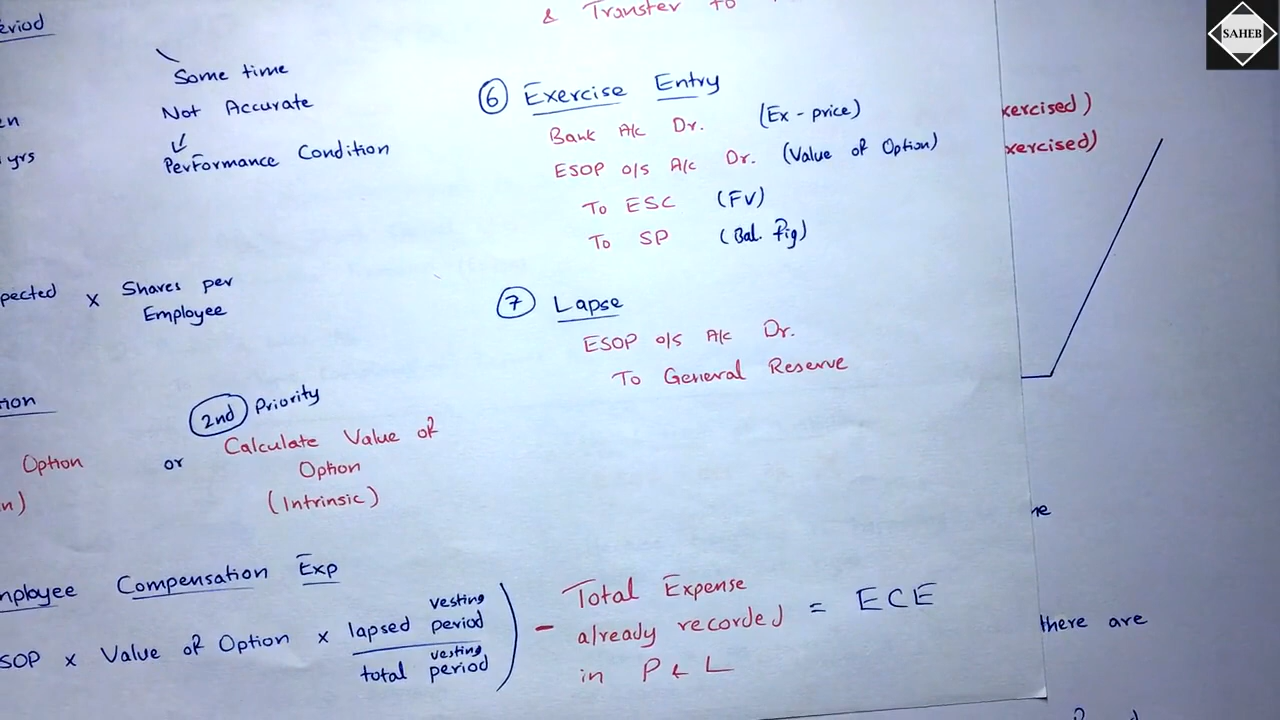 eriod
Some time
Not Accurate
en
yrs
Performance Condition
pected x Shares per
Employee
tion
2nd Priority
Option or Calculate Value of
Option
n)
(Intrinsic)
mployee Compensation Exp
SOP x Value of Option x lapsed vesting period
total vesting period
- Total Expense
already recorded
in P & L
= ECE
& Transfer to
6 Exercise Entry
Bank A/c Dr. (Ex - price)
ESOP o/s A/c Dr. (Value of Option)
To ESC (FV)
To SP (Bal. fig)
7 Lapse
ESOP o/s A/c Dr.
To General Reserve
xercised)
xercised)
he
there are
SAHEB